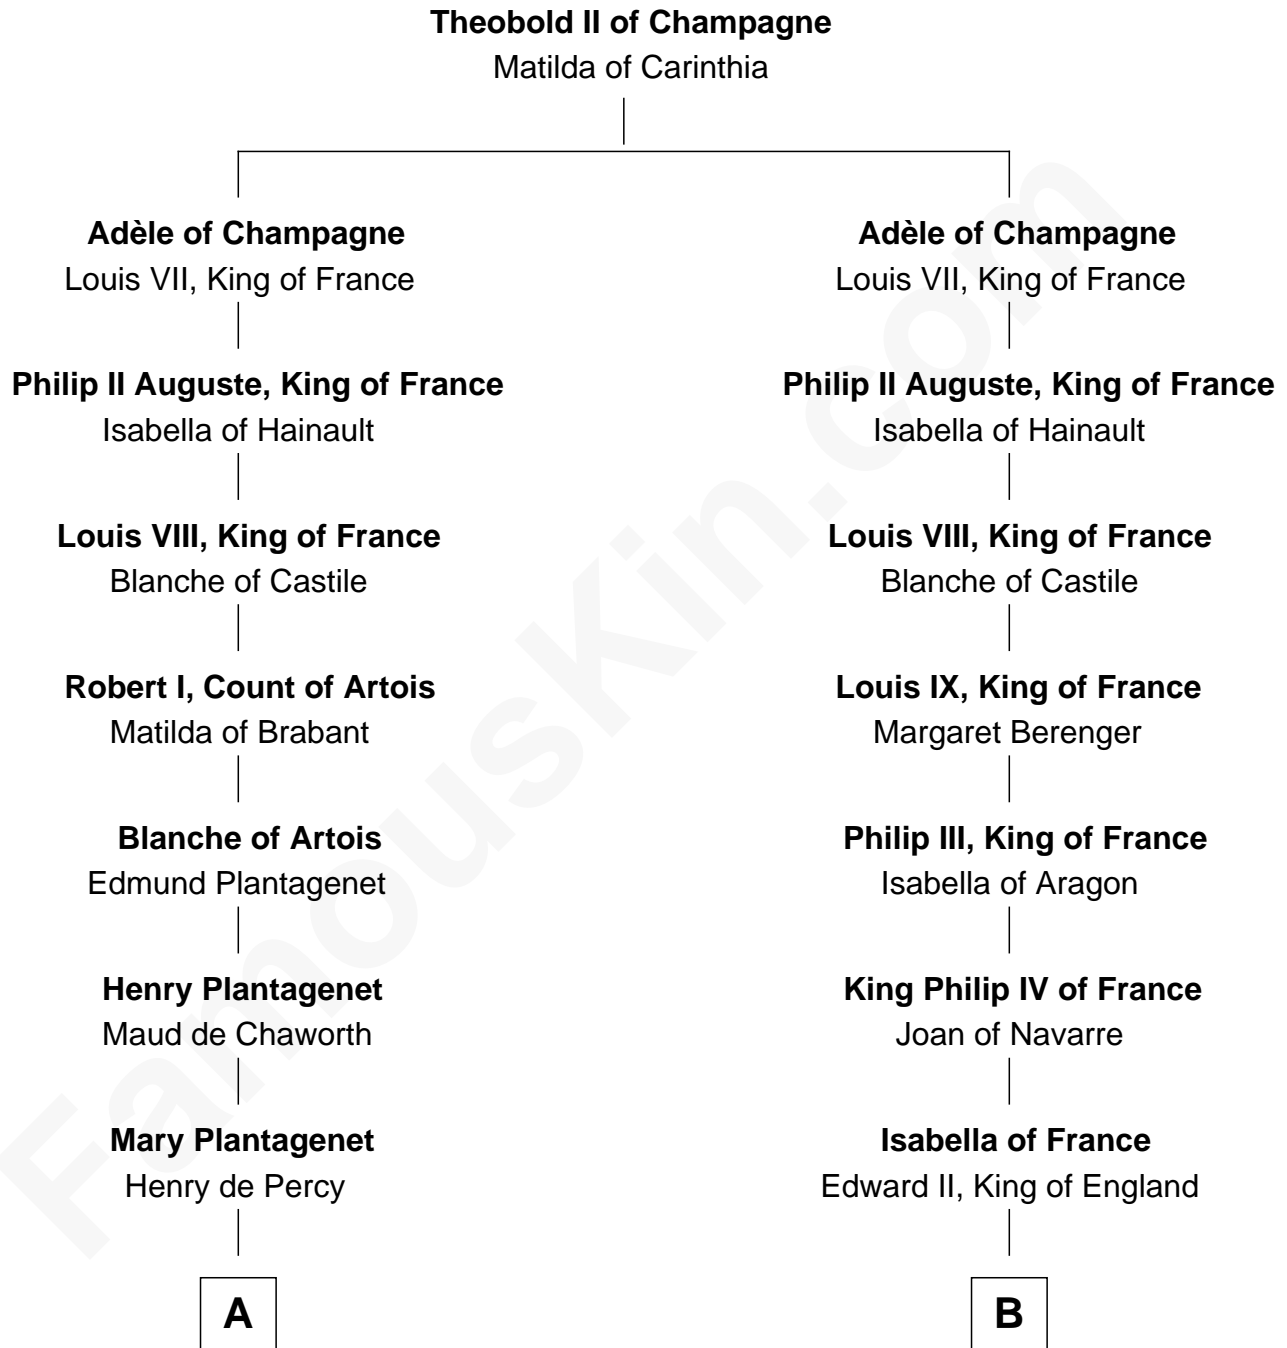 Theobold II of Champagne
Matilda of Carinthia
Adèle of Champagne
Louis VII, King of France
Philip II Auguste, King of France
Isabella of Hainault
Louis VIII, King of France
Blanche of Castile
Robert I, Count of Artois
Matilda of Brabant
Blanche of Artois
Edmund Plantagenet
Henry Plantagenet
Maud de Chaworth
Mary Plantagenet
Henry de Percy
A
Adèle of Champagne
Louis VII, King of France
Philip II Auguste, King of France
Isabella of Hainault
Louis VIII, King of France
Blanche of Castile
Louis IX, King of France
Margaret Berenger
Philip III, King of France
Isabella of Aragon
King Philip IV of France
Joan of Navarre
Isabella of France
Edward II, King of England
B
FamousKin.com